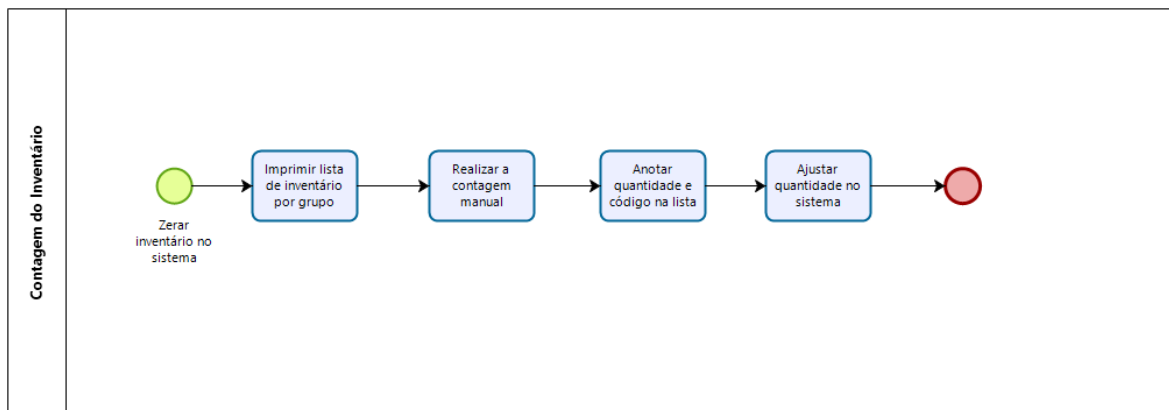 Contagem do Inventário
Zerar
inventário no
sistema
Imprimir lista
de inventário
por grupo
Realizar a
contagem
manual
Anotar
quantidade e
código na lista
Ajustar
quantidade no
sistema